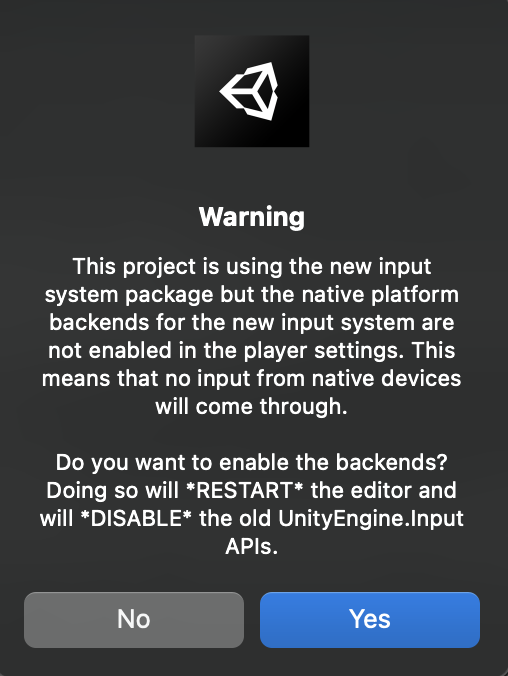 Warning
This project is using the new input
system package but the native platform
backends for the new input system are
not enabled in the player settings. This
means that no input from native devices
will come through.
Do you want to enable the backends?
Doing so will *RESTART* the editor and
will *DISABLE* the old UnityEngine.Input
APIs.
No
Yes